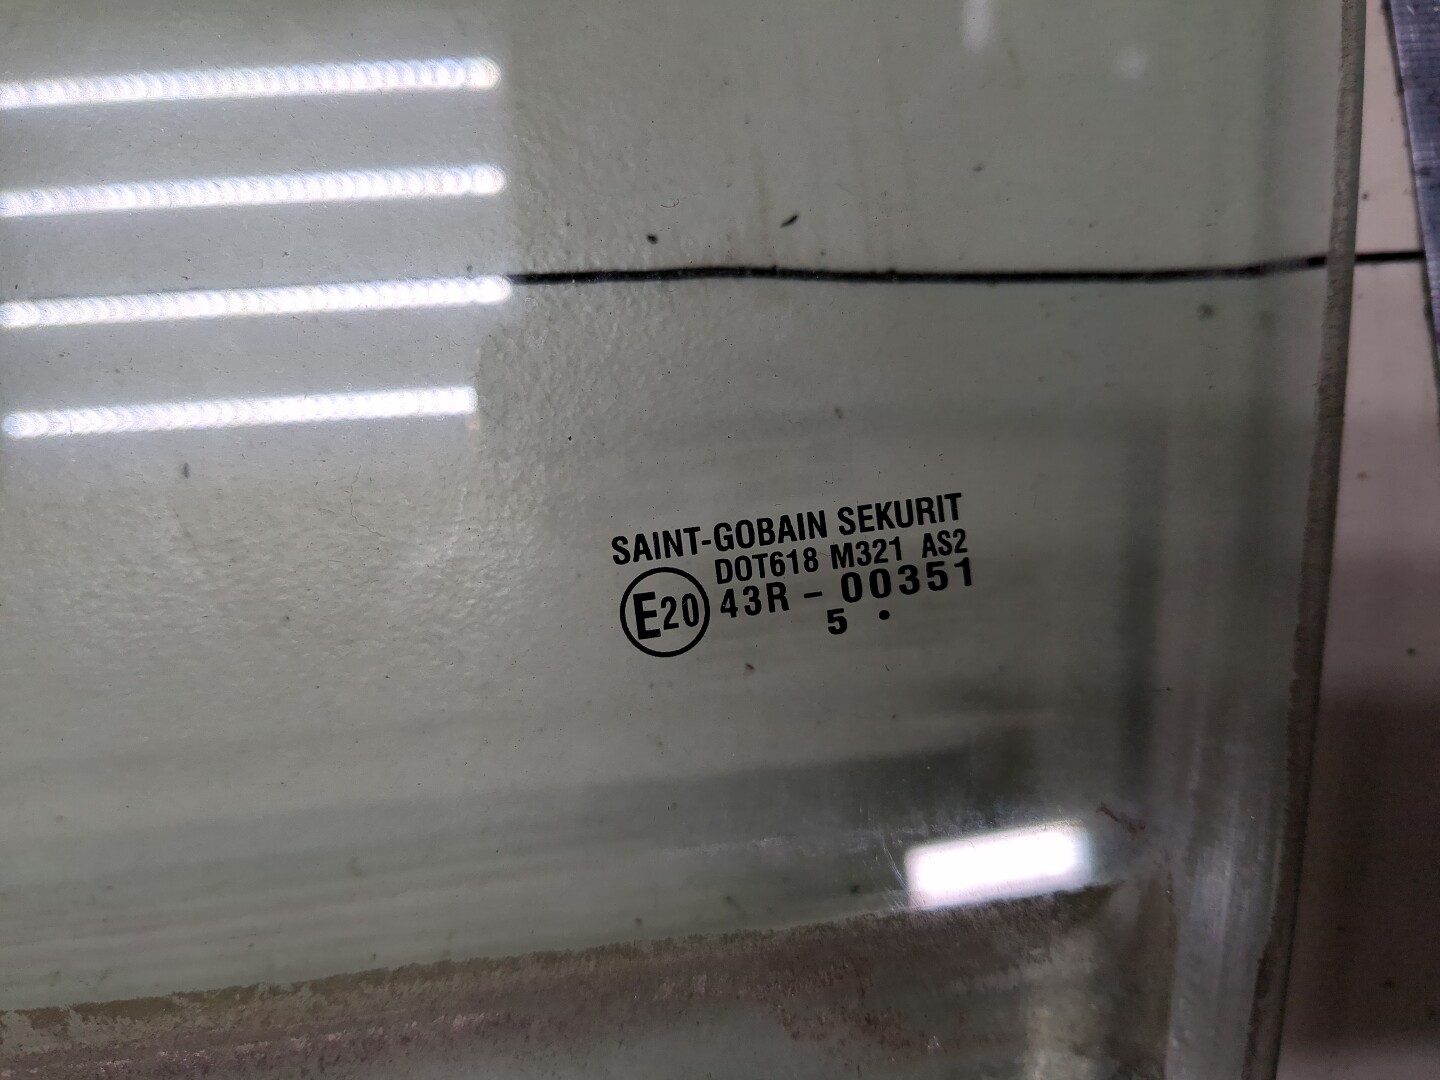 SAINT-GOBAIN SEKURIT
DOT618 M321 AS2
E20 43R - 00351
5 •